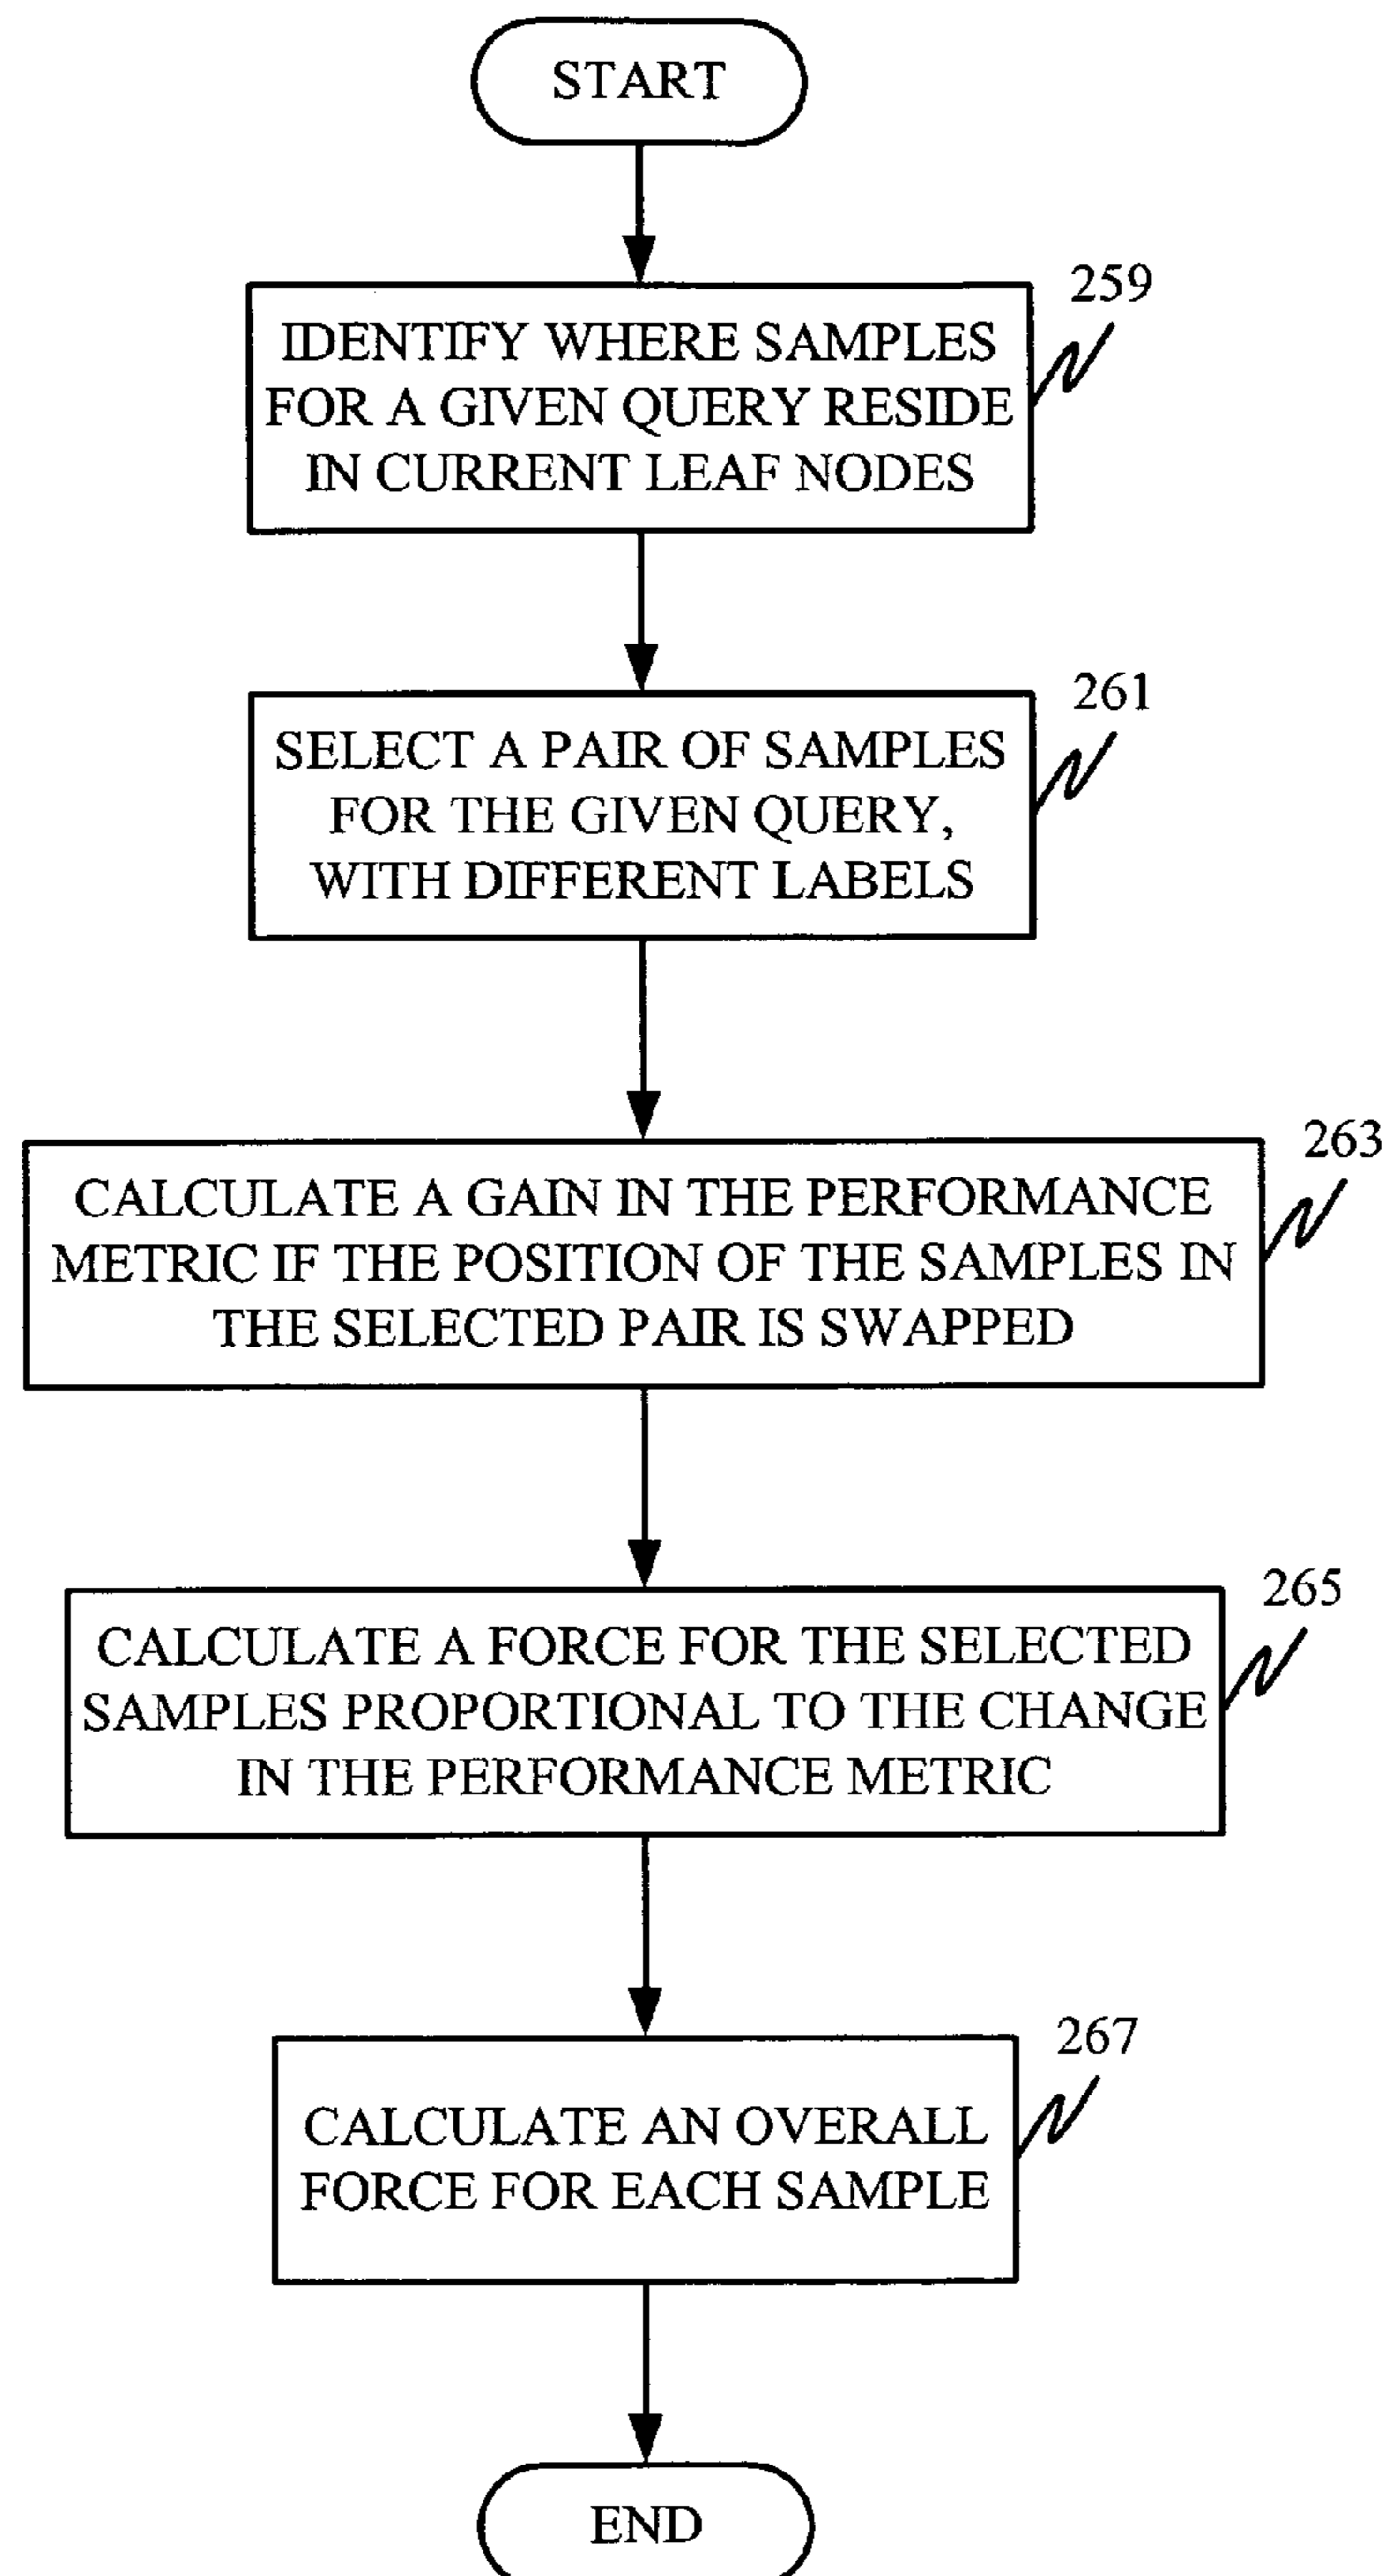 START
259
IDENTIFY WHERE SAMPLES
FOR A GIVEN QUERY RESIDE
IN CURRENT LEAF NODES
261
SELECT A PAIR OF SAMPLES
FOR THE GIVEN QUERY,
WITH DIFFERENT LABELS
263
CALCULATE A GAIN IN THE PERFORMANCE
METRIC IF THE POSITION OF THE SAMPLES IN
THE SELECTED PAIR IS SWAPPED
265
CALCULATE A FORCE FOR THE SELECTED
SAMPLES PROPORTIONAL TO THE CHANGE
IN THE PERFORMANCE METRIC
267
CALCULATE AN OVERALL
FORCE FOR EACH SAMPLE
END